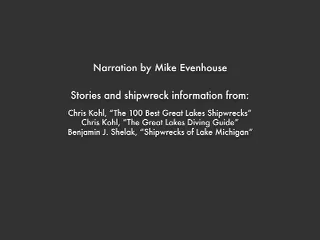 Narration by Mike Evenhouse
Stories and shipwreck information from:
Chris Kohl, “The 100 Best Great Lakes Shipwrecks”
Chris Kohl, “The Great Lakes Diving Guide”
Benjamin J. Shelak, “Shipwrecks of Lake Michigan”